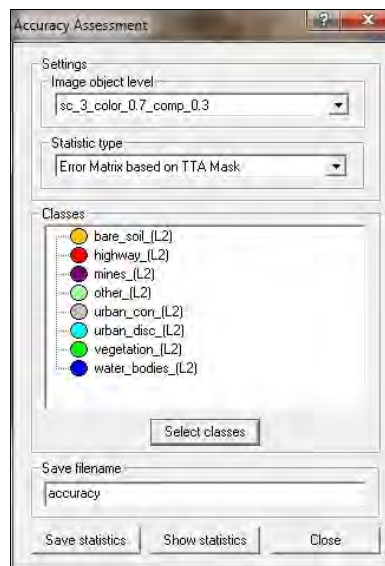 Accuracy Assessment
?
x
Settings
Image object level
sc_3_color_0.7_comp_0.3
Statistic type
Error Matrix based on TTA Mask
Classes
bare_soil_(L2)
highway_(L2)
mines_(L2)
other_(L2)
urban_con_(L2)
urban_disc_(L2)
vegetation_(L2)
water_bodies_(L2)
Select classes
Save filename
accuracy
Save statistics Show statistics Close